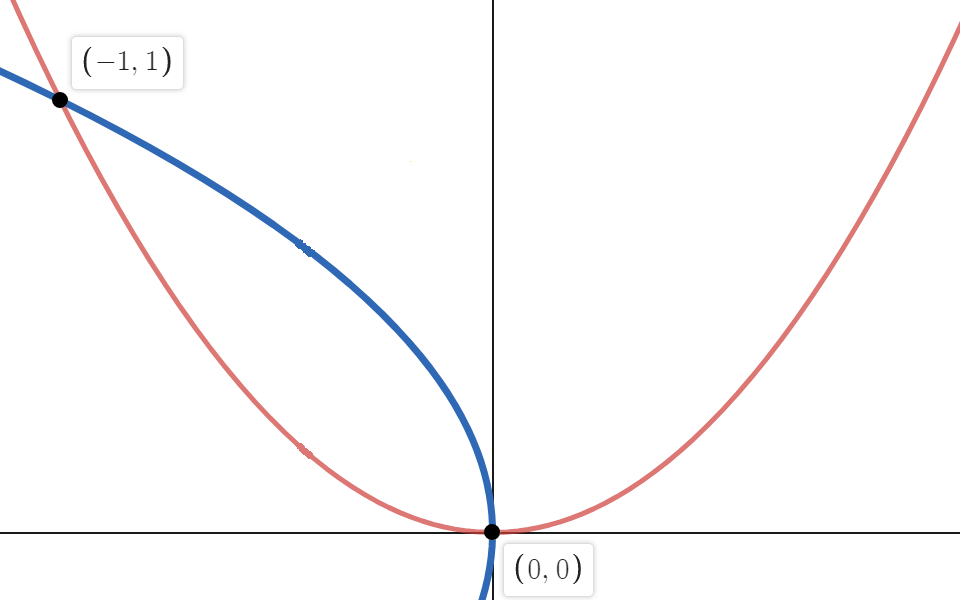 (−1, 1)
(0, 0)